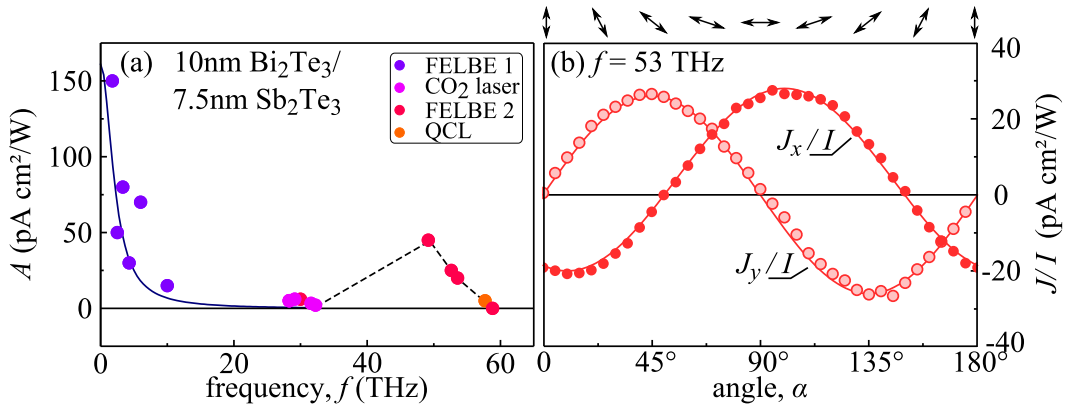 (a) 10nm Bi₂Te₃/
7.5nm Sb₂Te₃
FELBE 1
CO₂ laser
FELBE 2
QCL
A (pA cm²/W)
150
100
50
0
0 20 40 60
frequency, f (THz)
(b) f = 53 THz
Jₓ/I
J_y/I
40
20
0
-20
-40
J/I (pA cm²/W)
0 45° 90° 135° 180°
angle, α